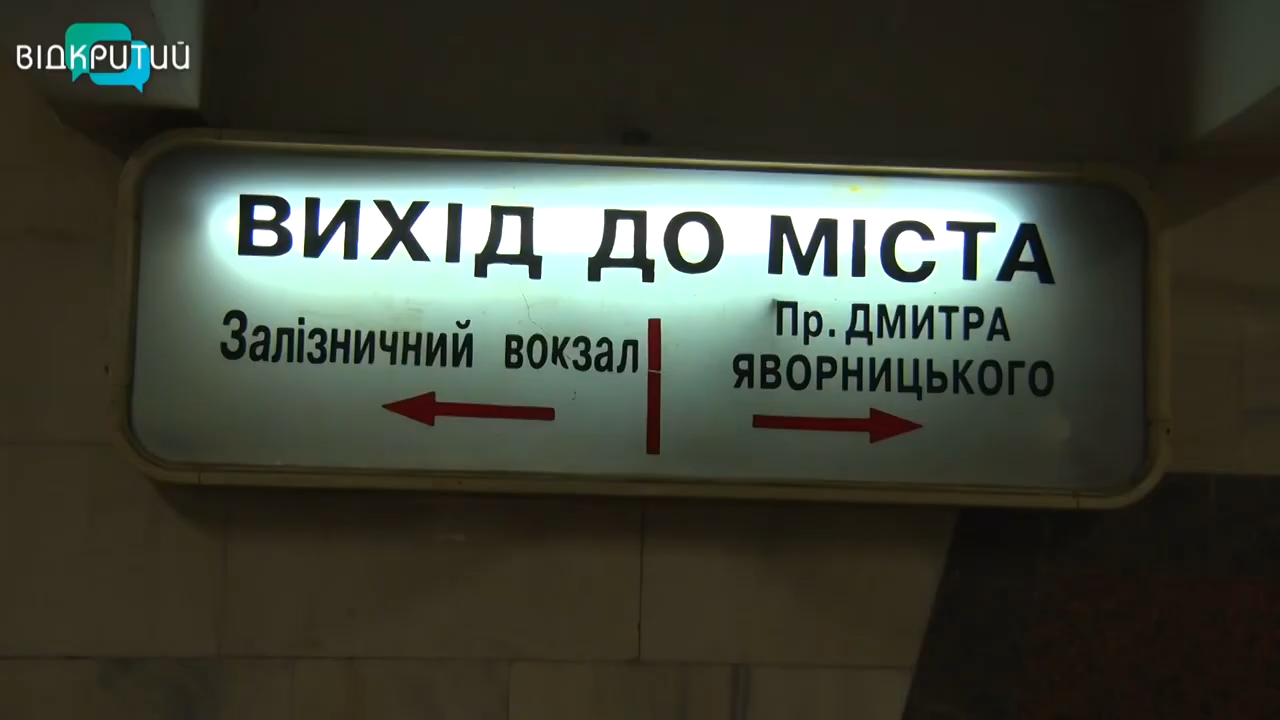 ВІДКРИТИЙ
ВИХІД ДО МІСТА
Залізничний вокзал
Пр. ДМИТРА
ЯВОРНИЦЬКОГО